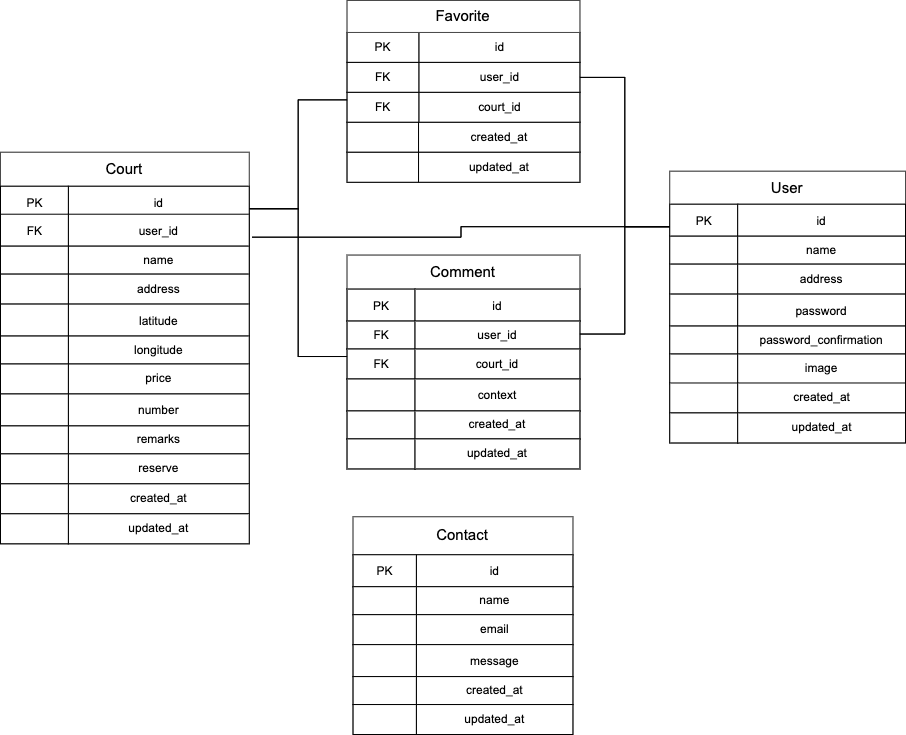 Favorite
PK id
FK user_id
FK court_id
created_at
updated_at
Court
PK id
FK user_id
name
address
latitude
longitude
price
number
remarks
reserve
created_at
updated_at
User
PK id
name
address
password
password_confirmation
image
created_at
updated_at
Comment
PK id
FK user_id
FK court_id
context
created_at
updated_at
Contact
PK id
name
email
message
created_at
updated_at